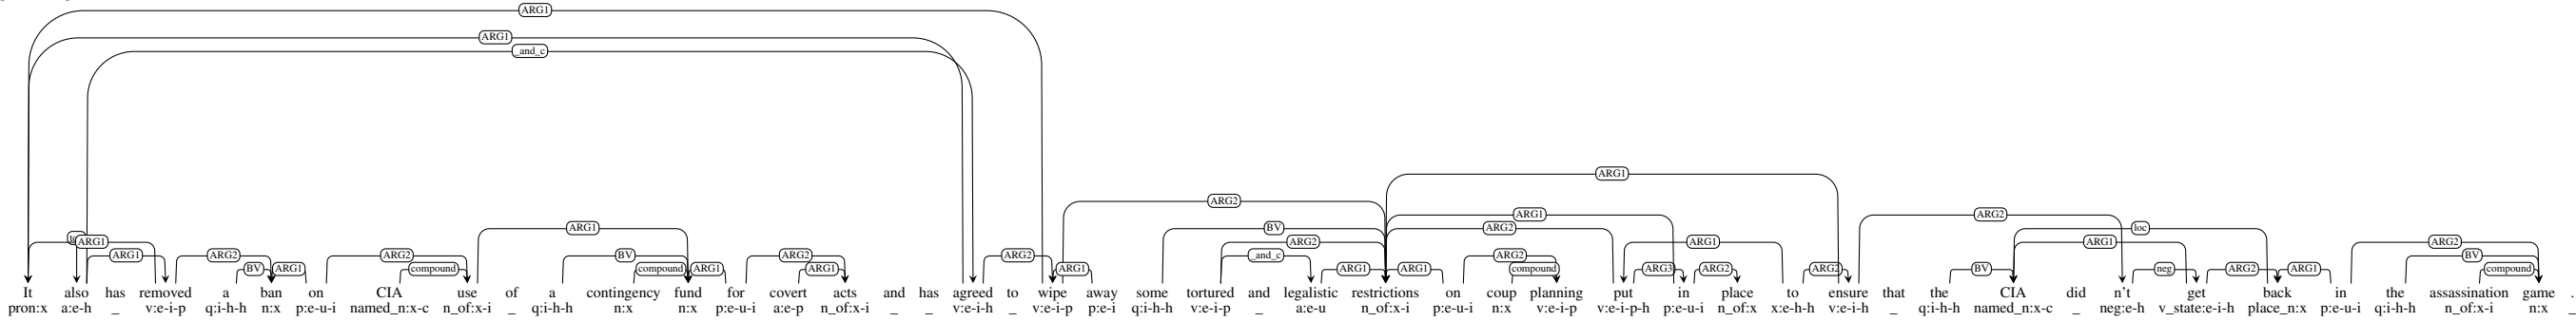 ARG1
ARG1
_and_c
ARG1
ARG2
ARG1 ARG2
ARG1 BV ARG2 loc
ARG1 ARG2 ARG1 ARG1 ARG2
ARG1 ARG2 ARG2 BV ARG2 ARG2 _and_c ARG2 BV
BV ARG1 compound compound ARG1 ARG1 ARG1 ARG1 ARG1 compound ARG3 ARG2 ARG2 BV neg ARG2 ARG1 compound
It also has removed a ban on CIA use of a contingency fund for covert acts and has agreed to wipe away some tortured and legalistic restrictions on coup planning put in place to ensure that the CIA did n't get back in the assassination game .
pron:x a:e-h _ v:e-i-p q:i-h-h n:x p:e-u-i named_n:x-c n_of:x-i _ q:i-h-h n:x n:x p:e-u-i a:e-p n_of:x-i _ _ v:e-i-h _ v:e-i-p p:e-i q:i-h-h v:e-i-p _ a:e-u n_of:x-i p:e-u-i n:x v:e-i-p v:e-i-p-h p:e-u-i n_of:x x:e-h-h v:e-i-h _ q:i-h-h named_n:x-c _ neg:e-h v_state:e-i-h place_n:x p:e-u-i q:i-h-h n_of:x-i n:x _